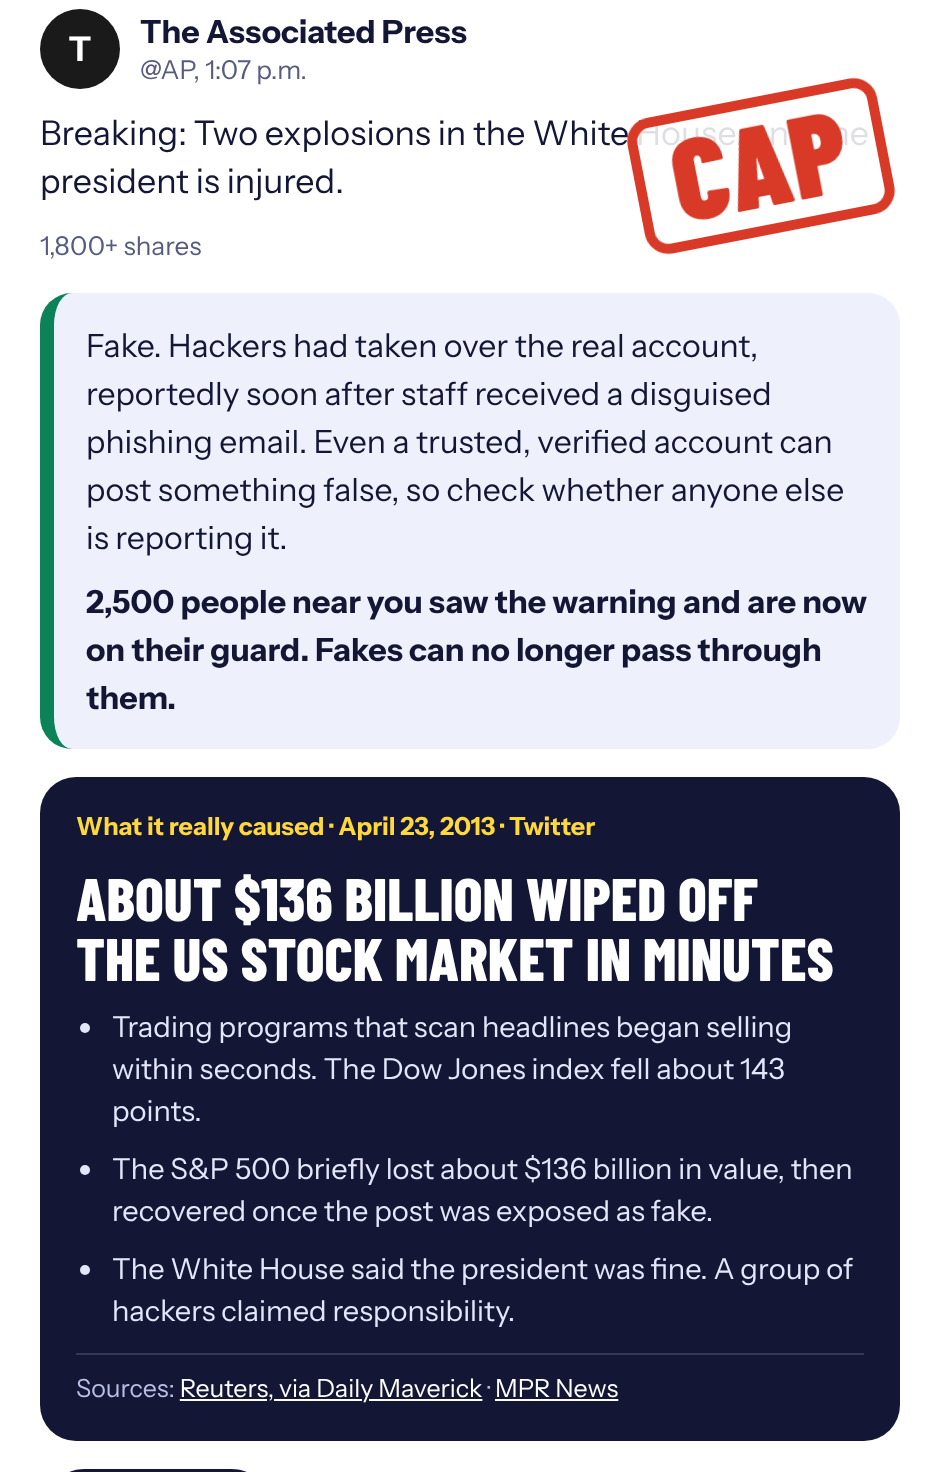 T
The Associated Press
@AP, 1:07 p.m.
Breaking: Two explosions in the White House
president is injured.
CAP
1,800+ shares
Fake. Hackers had taken over the real account,
reportedly soon after staff received a disguised
phishing email. Even a trusted, verified account can
post something false, so check whether anyone else
is reporting it.
2,500 people near you saw the warning and are now
on their guard. Fakes can no longer pass through
them.
What it really caused · April 23, 2013 · Twitter
ABOUT $136 BILLION WIPED OFF
THE US STOCK MARKET IN MINUTES
• Trading programs that scan headlines began selling
within seconds. The Dow Jones index fell about 143
points.
• The S&P 500 briefly lost about $136 billion in value, then
recovered once the post was exposed as fake.
• The White House said the president was fine. A group of
hackers claimed responsibility.
Sources: Reuters, via Daily Maverick · MPR News